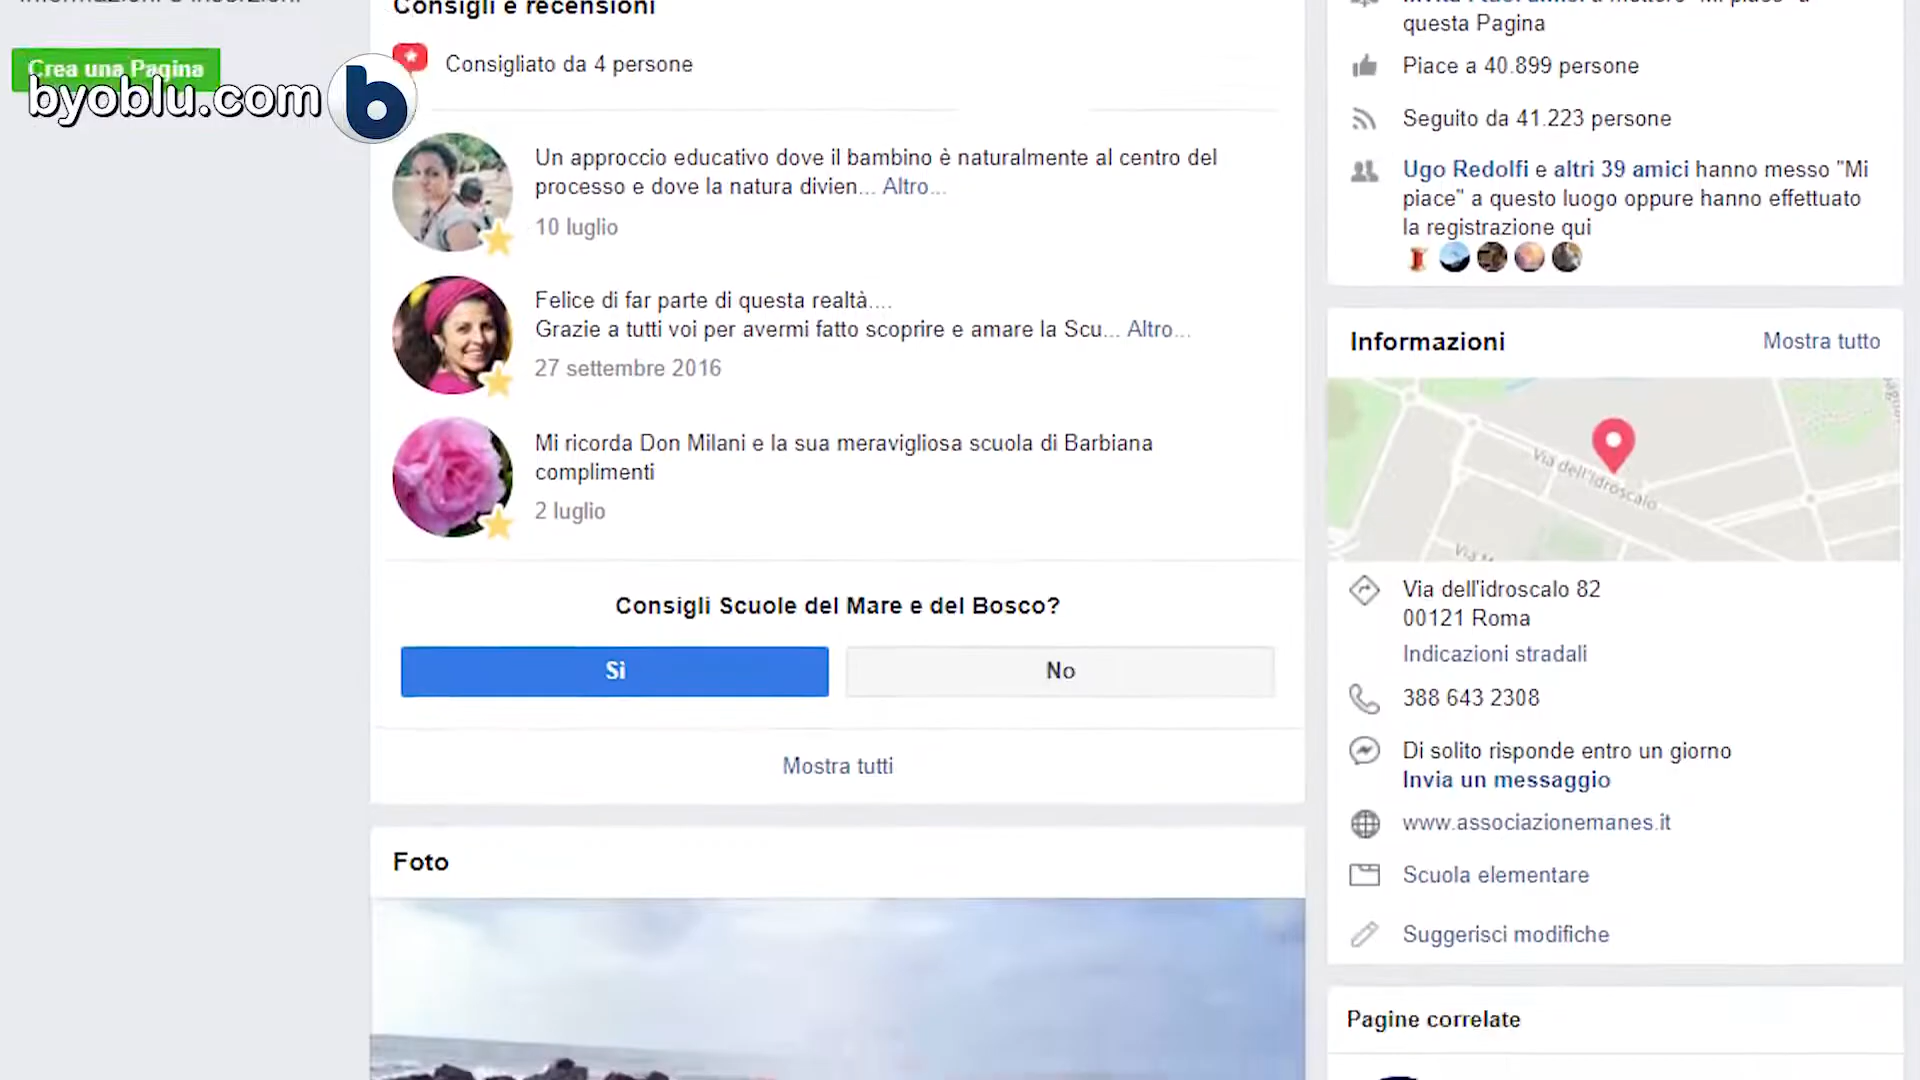 Consigli e recensioni
Crea una Pagina
byoblu.com b
Consigliato da 4 persone
Un approccio educativo dove il bambino è naturalmente al centro del
processo e dove la natura divien... Altro...
10 luglio
Felice di far parte di questa realtà....
Grazie a tutti voi per avermi fatto scoprire e amare la Scu... Altro...
27 settembre 2016
Mi ricorda Don Milani e la sua meravigliosa scuola di Barbiana
complimenti
2 luglio
Consigli Scuole del Mare e del Bosco?
Sì
No
Mostra tutti
Foto
questa Pagina
Piace a 40.899 persone
Seguito da 41.223 persone
Ugo Redolfi e altri 39 amici hanno messo "Mi
piace" a questo luogo oppure hanno effettuato
la registrazione qui
Informazioni
Mostra tutto
Via dell'Idroscalo
Via dell'idroscalo 82
00121 Roma
Indicazioni stradali
388 643 2308
Di solito risponde entro un giorno
Invia un messaggio
www.associazionemanes.it
Scuola elementare
Suggerisci modifiche
Pagine correlate